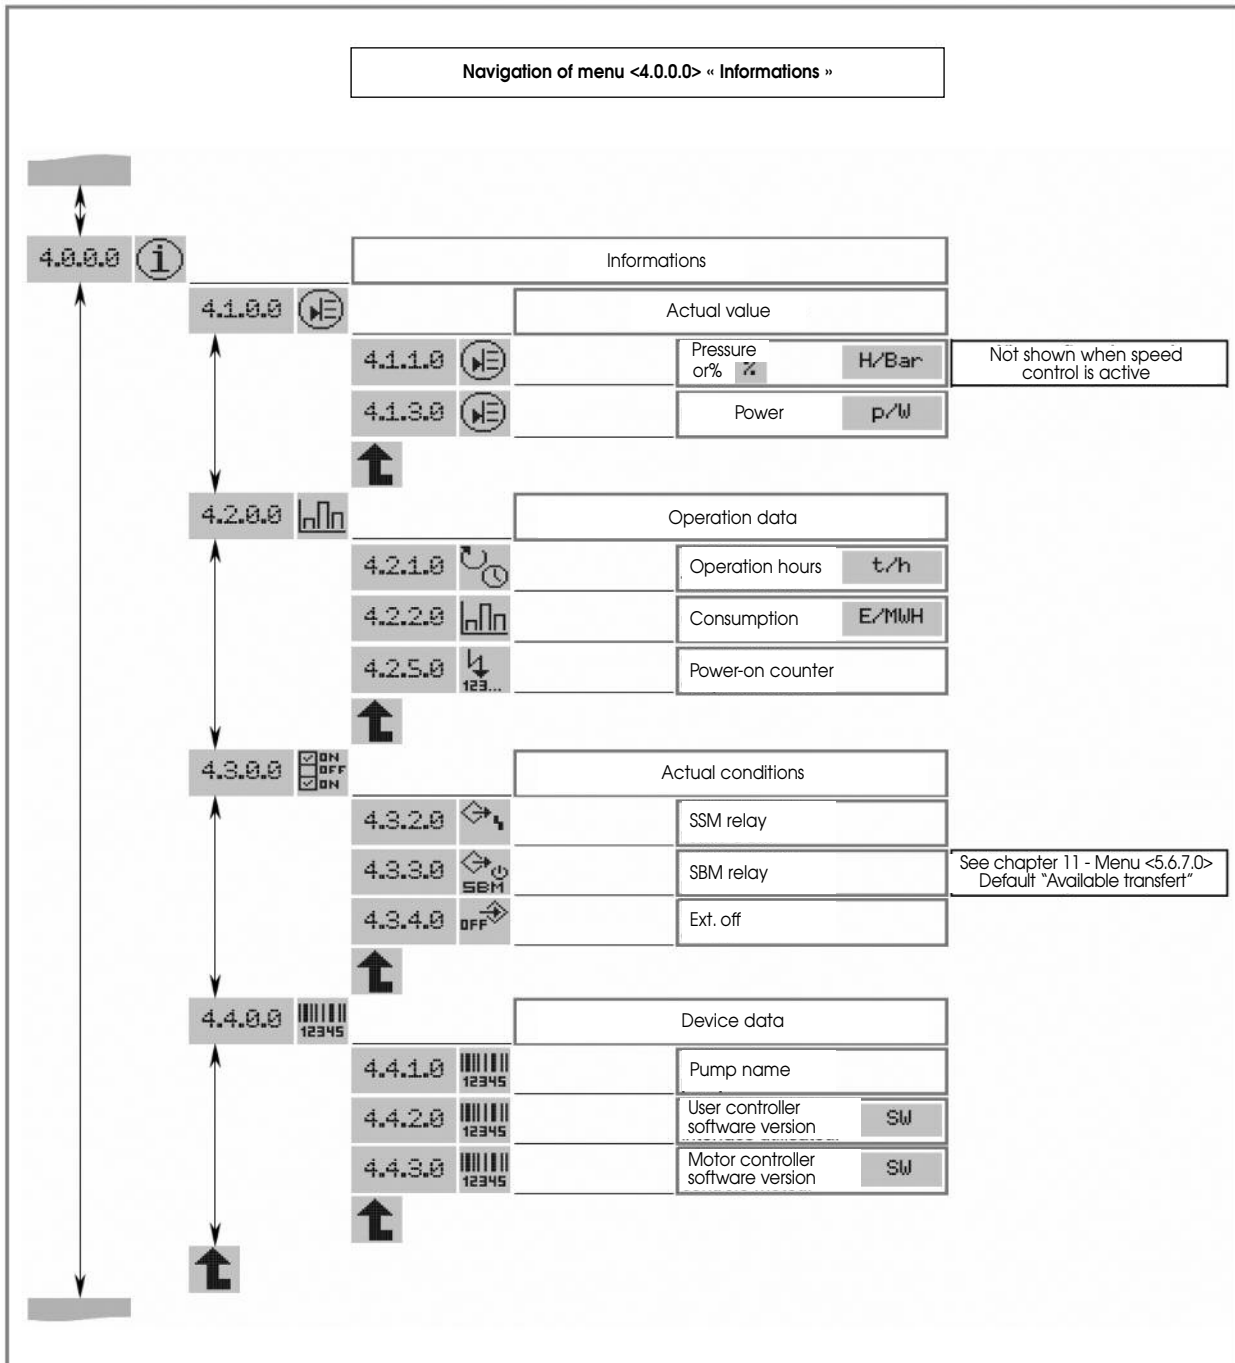 Navigation of menu <4.0.0.0> « Informations »
4.0.0.0 i Informations
4.1.0.0 Actual value
4.1.1.0 Pressure
or% % H/Bar
Not shown when speed
control is active
4.1.3.0 Power p/W
4.2.0.0 Operation data
4.2.1.0 Operation hours t/h
4.2.2.0 Consumption E/MWH
4.2.5.0 123... Power-on counter
4.3.0.0 ON
OFF
ON
Actual conditions
4.3.2.0 SSM relay
4.3.3.0 SBM SBM relay
See chapter 11 - Menu <5.6.7.0>
Default “Available transfert”
4.3.4.0 OFF Ext. off
4.4.0.0 12345 Device data
4.4.1.0 12345 Pump name
4.4.2.0 12345 User controller
software version SW
4.4.3.0 12345 Motor controller
software version SW